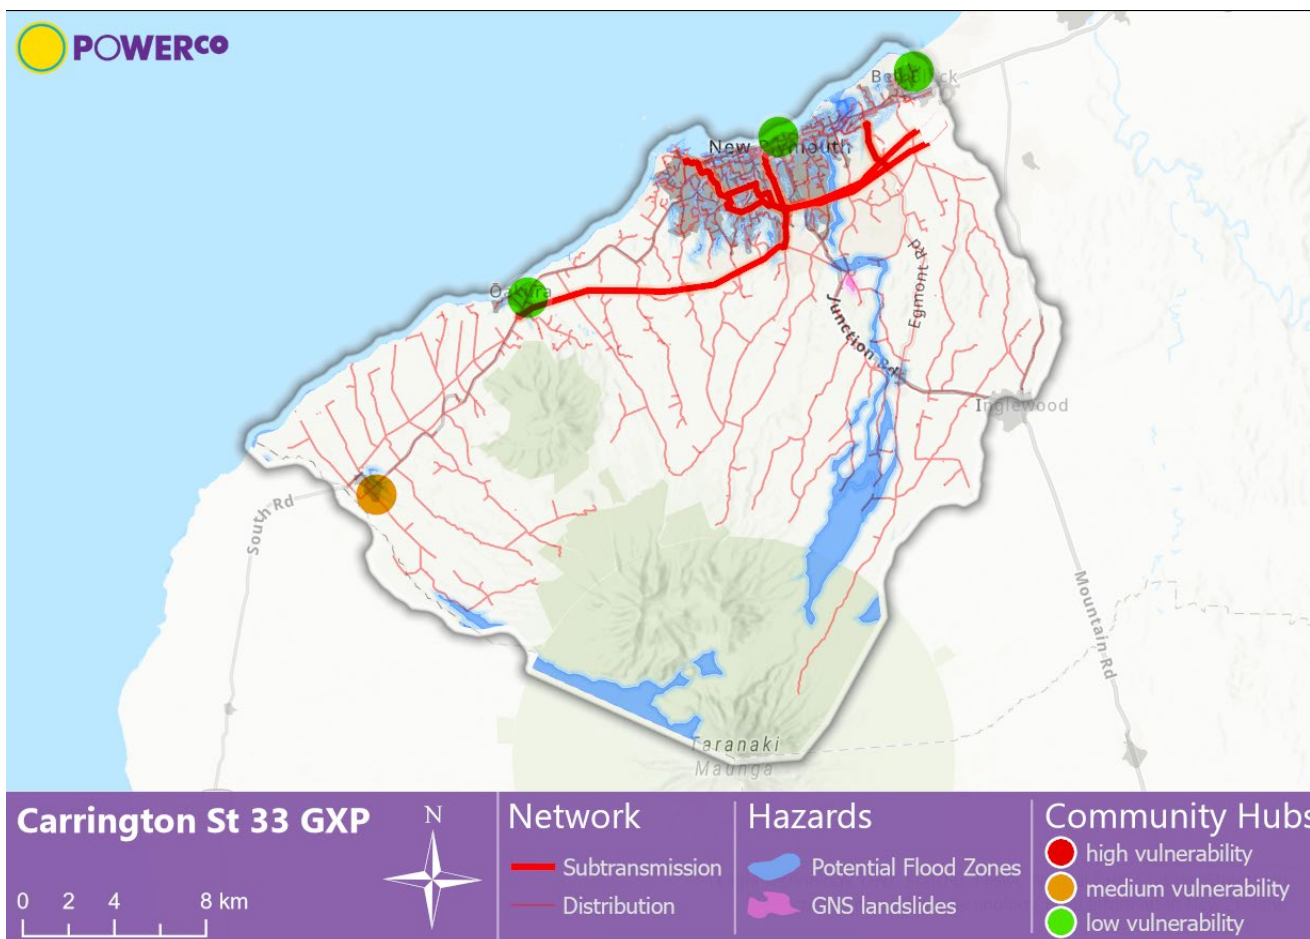 POWERCO
Bell Block
New Plymouth
Egmont Rd
Ōakura
Junction Rd
Inglewood
South Rd
Mountain Rd
Taranaki
Maunga
Carrington St 33 GXP
N
0 2 4 8 km
Network
Subtransmission
Distribution
Hazards
Potential Flood Zones
GNS landslides
Community Hubs
high vulnerability
medium vulnerability
low vulnerability